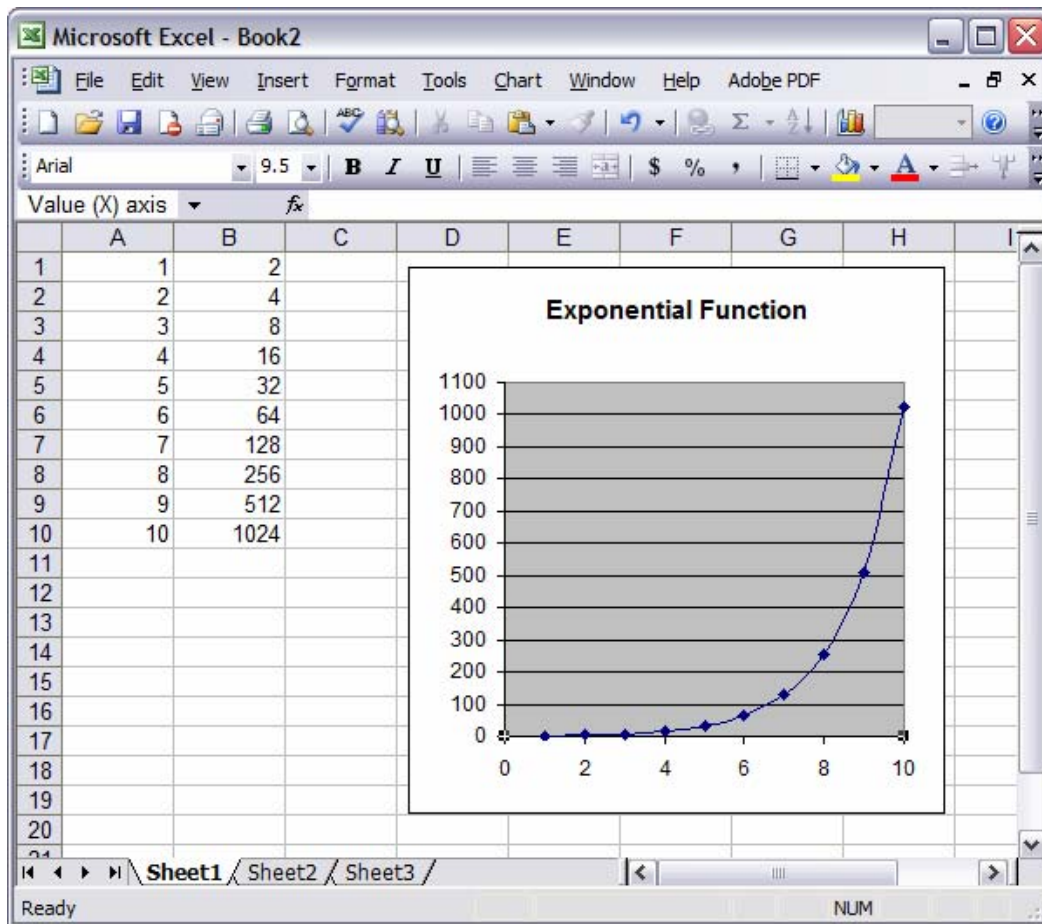 Microsoft Excel - Book2
File Edit View Insert Format Tools Chart Window Help Adobe PDF
ABC Σ A Z ?
Arial 9.5 B I U a $ % , A
Value (X) axis fx
A B C D E F G H I
1 1 2
2 2 4
3 3 8
4 4 16
5 5 32
6 6 64
7 7 128
8 8 256
9 9 512
10 10 1024
11
12
13
14
15
16
17
18
19
20
21
Exponential Function
1100
1000
900
800
700
600
500
400
300
200
100
0
0 2 4 6 8 10
Sheet1 Sheet2 Sheet3
Ready NUM